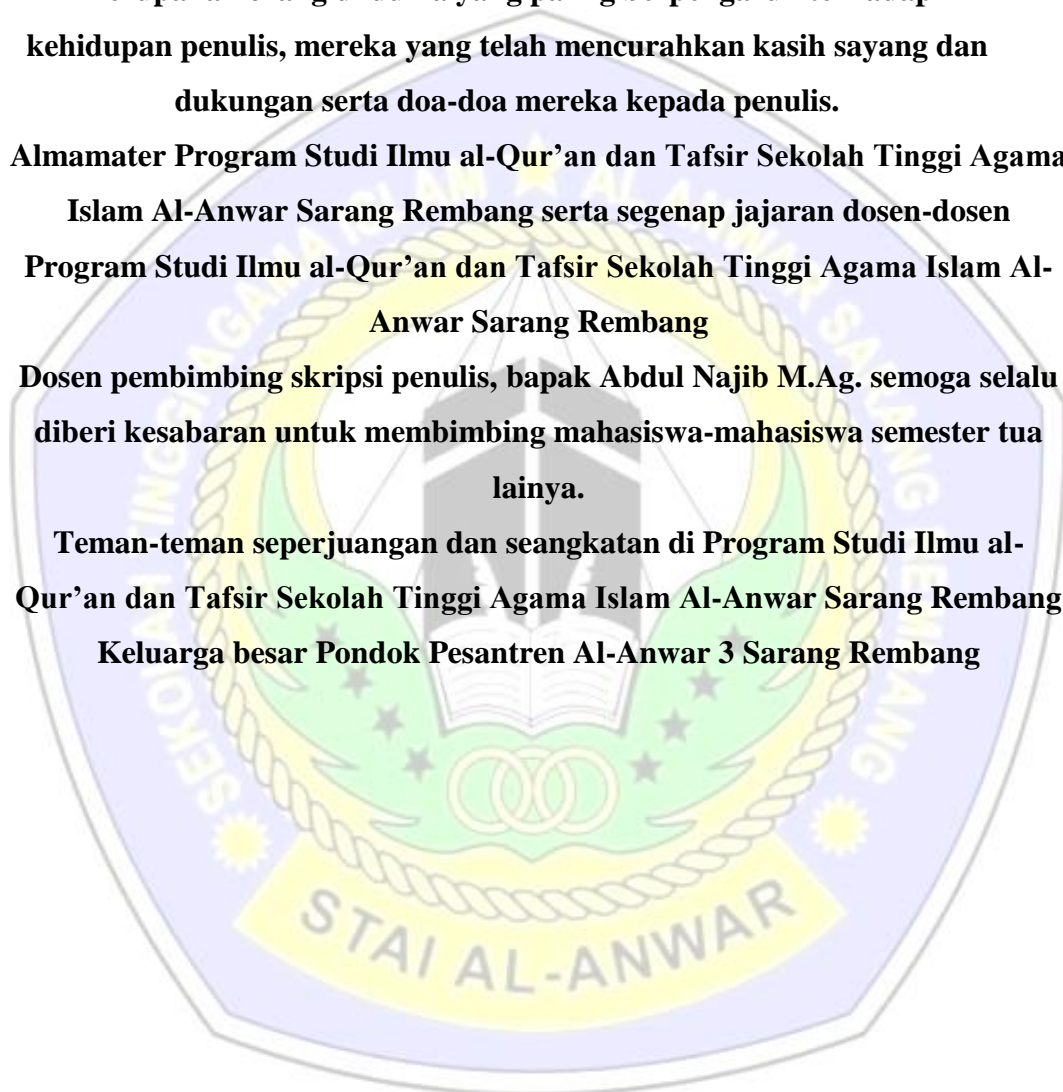 kehidupan penulis, mereka yang telah mencurahkan kasih sayang dan
dukungan serta doa-doa mereka kepada penulis.
Almamater Program Studi Ilmu al-Qur’an dan Tafsir Sekolah Tinggi Agama
Islam Al-Anwar Sarang Rembang serta segenap jajaran dosen-dosen
Program Studi Ilmu al-Qur’an dan Tafsir Sekolah Tinggi Agama Islam Al-
Anwar Sarang Rembang
Dosen pembimbing skripsi penulis, bapak Abdul Najib M.Ag. semoga selalu
diberi kesabaran untuk membimbing mahasiswa-mahasiswa semester tua
lainya.
Teman-teman seperjuangan dan seangkatan di Program Studi Ilmu al-
Qur’an dan Tafsir Sekolah Tinggi Agama Islam Al-Anwar Sarang Rembang
Keluarga besar Pondok Pesantren Al-Anwar 3 Sarang Rembang
STAI AL-ANWAR